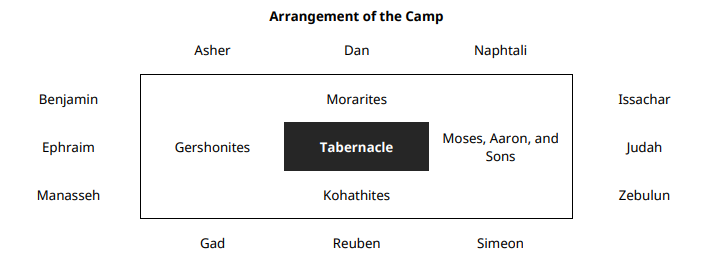 Arrangement of the Camp
Asher Dan Naphtali
Benjamin Morarites Issachar
Ephraim Gershonites Tabernacle Moses, Aaron, and
Sons Judah
Manasseh Kohathites Zebulun
Gad Reuben Simeon